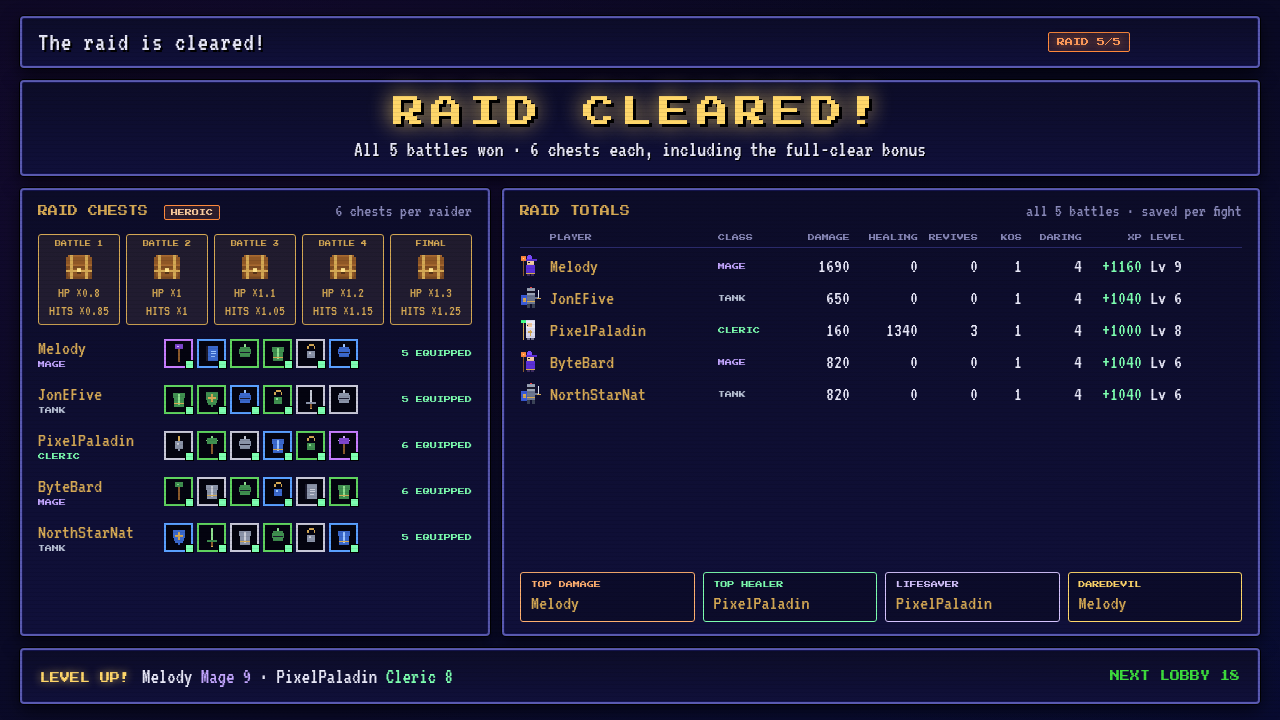 The raid is cleared!
RAID 5/5
RAID CLEARED!
All 5 battles won · 6 chests each, including the full-clear bonus
RAID CHESTS HEROIC 6 chests per raider
BATTLE 1 BATTLE 2 BATTLE 3 BATTLE 4 FINAL
HP X0.8 HP X1 HP X1.1 HP X1.2 HP X1.3
HITS X0.85 HITS X1 HITS X1.05 HITS X1.15 HITS X1.25
Melody
MAGE
5 EQUIPPED
JonEFive
TANK
5 EQUIPPED
PixelPaladin
CLERIC
6 EQUIPPED
ByteBard
MAGE
6 EQUIPPED
NorthStarNat
TANK
5 EQUIPPED
RAID TOTALS all 5 battles · saved per fight
PLAYER CLASS DAMAGE HEALING REVIVES KOS DARING XP LEVEL
Melody MAGE 1690 0 0 1 4 +1160 Lv 9
JonEFive TANK 650 0 0 1 4 +1040 Lv 6
PixelPaladin CLERIC 160 1340 3 1 4 +1000 Lv 8
ByteBard MAGE 820 0 0 1 4 +1040 Lv 6
NorthStarNat TANK 820 0 0 1 4 +1040 Lv 6
TOP DAMAGE
Melody
TOP HEALER
PixelPaladin
LIFESAVER
PixelPaladin
DAREDEVIL
Melody
LEVEL UP! Melody Mage 9 · PixelPaladin Cleric 8
NEXT LOBBY 18